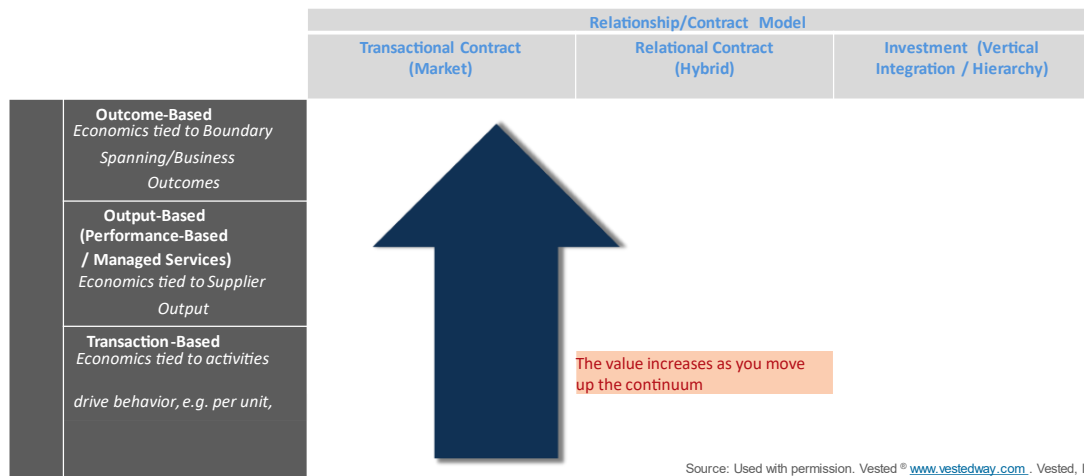 Relationship/Contract Model
Transactional Contract
(Market)
Relational Contract
(Hybrid)
Investment (Vertical
Integration / Hierarchy)
Outcome-Based
Economics tied to Boundary
Spanning/Business
Outcomes
Output-Based
(Performance-Based
/ Managed Services)
Economics tied to Supplier
Output
Transaction-Based
Economics tied to activities
drive behavior, e.g. per unit,
The value increases as you move
up the continuum
Source: Used with permission. Vested ® www.vestedway.com . Vested,